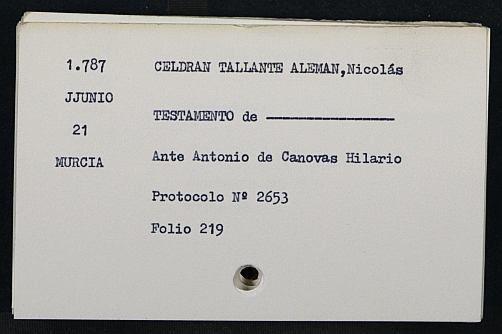 1.787 CELDRAN TALLANTE ALEMAN,Nicolás
JJUNIO
TESTAMENTO de ----------------
21
MURCIA Ante Antonio de Canovas Hilario
Protocolo Nº 2653
Folio 219